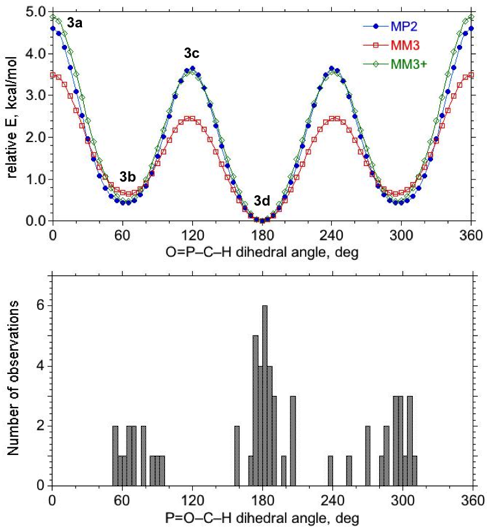 5.0
4.0
3.0
2.0
1.0
0.0
relative E, kcal/mol
3a
3b
3c
3d
MP2
MM3
MM3+
0 60 120 180 240 300 360
O=P–C–H dihedral angle, deg
6
4
2
0
Number of observations
0 60 120 180 240 300 360
P=O–C–H dihedral angle, deg